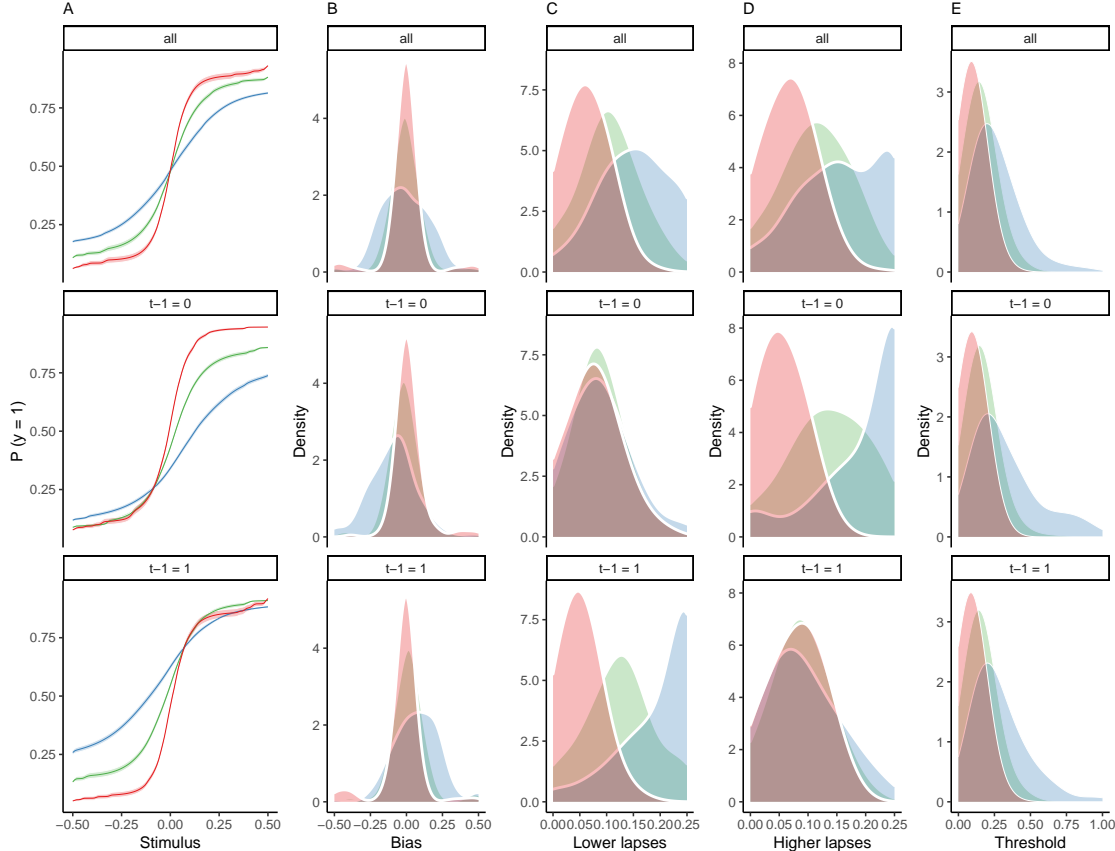 A B C D E
all all all all all
0.75 0.50 0.25
4 2 0
7.5 5.0 2.5 0.0
8 6 4 2 0
3 2 1 0
t−1 = 0 t−1 = 0 t−1 = 0 t−1 = 0 t−1 = 0
P (y = 1)
0.75 0.50 0.25
Density
4 2 0
Density
7.5 5.0 2.5 0.0
Density
8 6 4 2 0
Density
3 2 1 0
t−1 = 1 t−1 = 1 t−1 = 1 t−1 = 1 t−1 = 1
0.75 0.50 0.25
4 2 0
7.5 5.0 2.5 0.0
8 6 4 2 0
3 2 1 0
−0.50 −0.25 0.00 0.25 0.50 −0.50 −0.25 0.00 0.25 0.50 0.00 0.05 0.10 0.15 0.20 0.25 0.00 0.05 0.10 0.15 0.20 0.25 0.00 0.25 0.50 0.75 1.00
Stimulus Bias Lower lapses Higher lapses Threshold